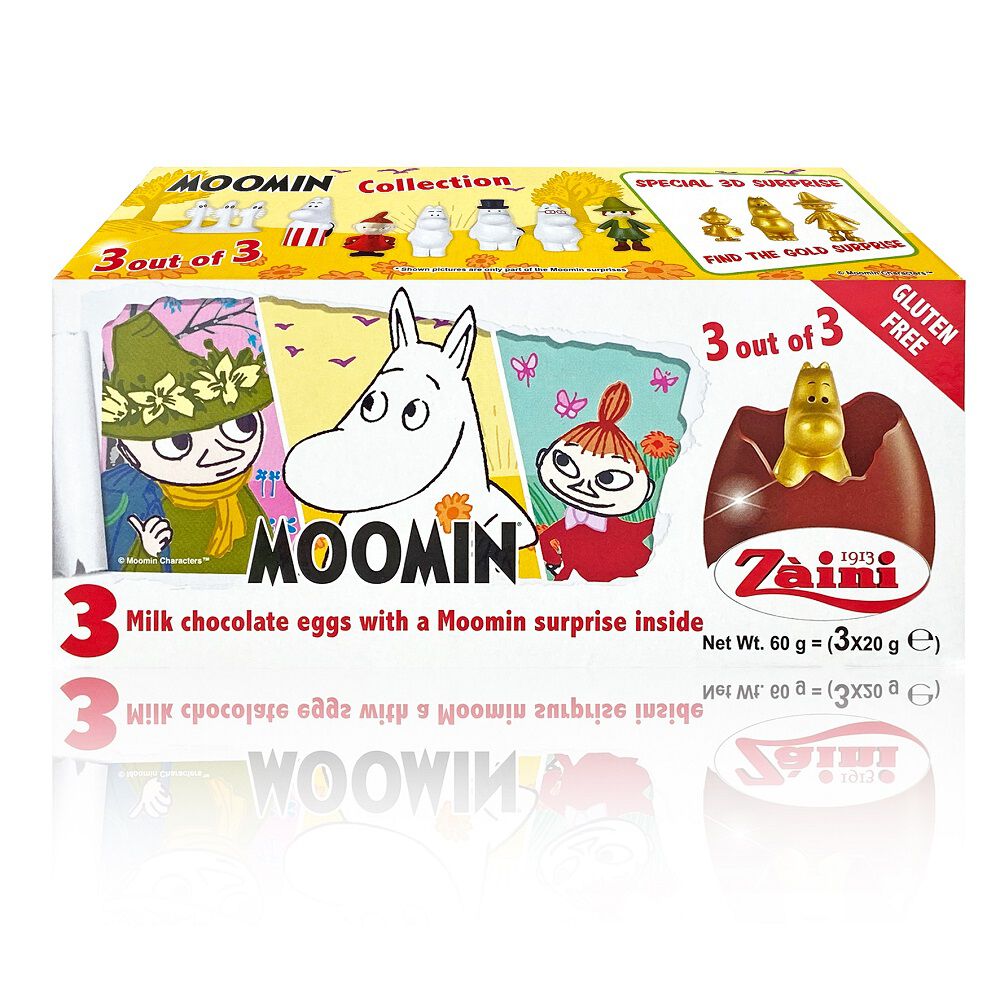 MOOMIN Collection
SPECIAL 3D SURPRISE
3 out of 3
FIND THE GOLD SURPRISE
* Shown pictures are only part of the Moomin surprises
© Moomin Characters™
GLUTEN
FREE
3 out of 3
© Moomin Characters™
MOOMIN
1913
Zàini
3 Milk chocolate eggs with a Moomin surprise inside
Net Wt. 60 g = (3X20 g ℮)